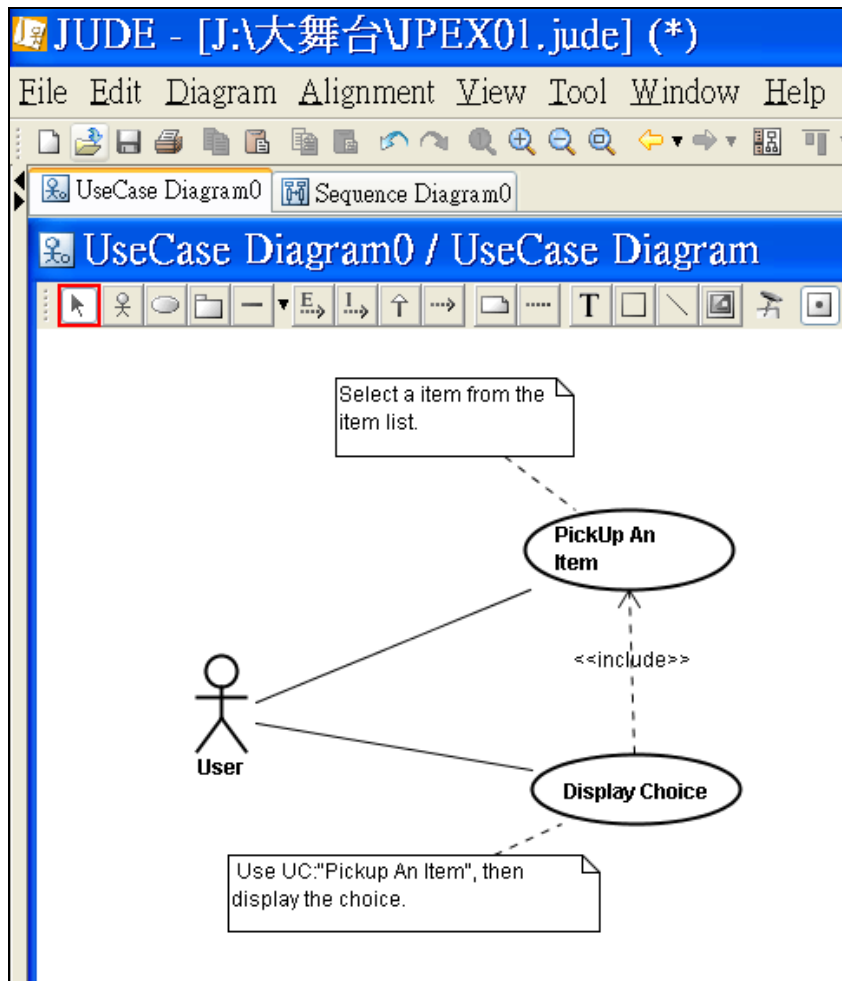 JUDE - [J:\大舞台\JPEX01.jude] (*)
File Edit Diagram Alignment View Tool Window Help
UseCase Diagram0 Sequence Diagram0
UseCase Diagram0 / UseCase Diagram
E I T
Select a item from the
item list.
PickUp An
Item
<<include>>
User
Display Choice
Use UC:"Pickup An Item", then
display the choice.